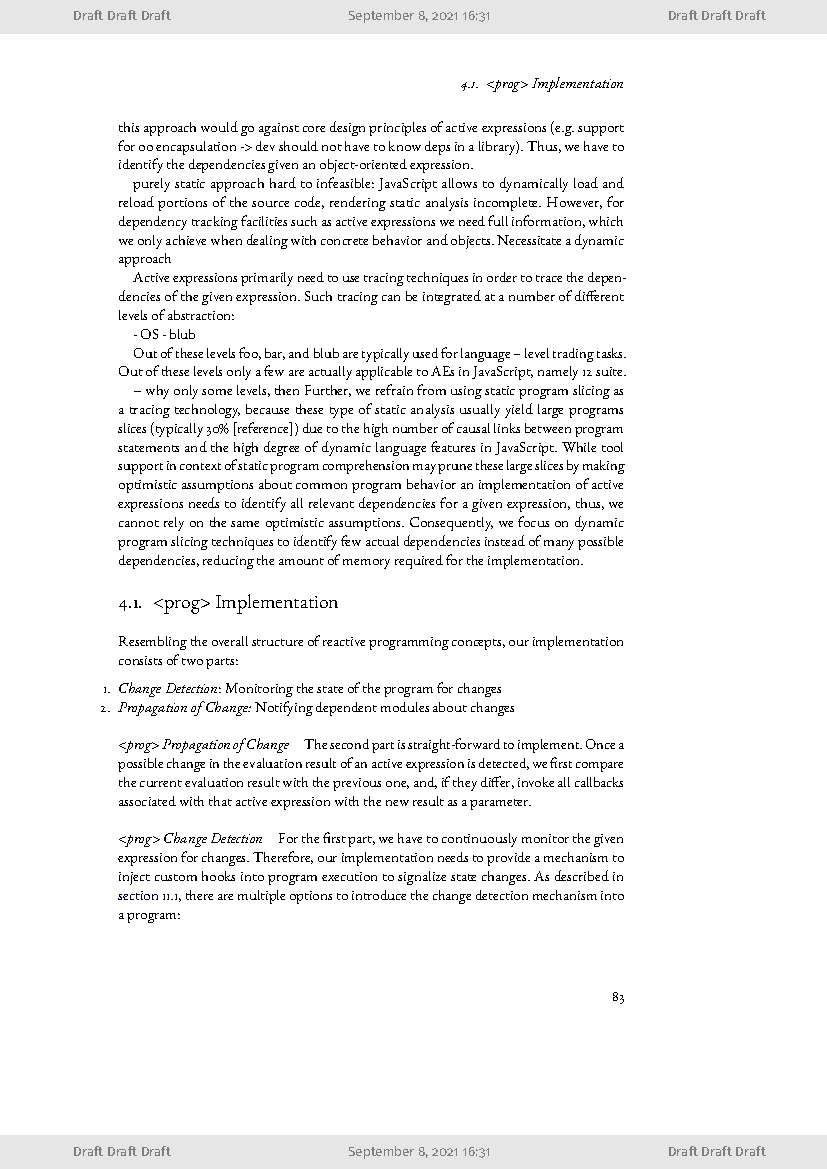 Draft Draft Draft September 8, 2021 16:31 Draft Draft Draft
4.1. <prog> Implementation
this approach would go against core design principles of active expressions (e.g. support
for oo encapsulation -> dev should not have to know deps in a library). Thus, we have to
identify the dependencies given an object-oriented expression.
purely static approach hard to infeasible: JavaScript allows to dynamically load and
reload portions of the source code, rendering static analysis incomplete. However, for
dependency tracking facilities such as active expressions we need full information, which
we only achieve when dealing with concrete behavior and objects. Necessitate a dynamic
approach
Active expressions primarily need to use tracing techniques in order to trace the depen-
dencies of the given expression. Such tracing can be integrated at a number of different
levels of abstraction:
- OS - blub
Out of these levels foo, bar, and blub are typically used for language – level trading tasks.
Out of these levels only a few are actually applicable to AEs in JavaScript, namely 12 suite.
– why only some levels, then Further, we refrain from using static program slicing as
a tracing technology, because these type of static analysis usually yield large programs
slices (typically 30% [reference]) due to the high number of causal links between program
statements and the high degree of dynamic language features in JavaScript. While tool
support in context of static program comprehension may prune these large slices by making
optimistic assumptions about common program behavior an implementation of active
expressions needs to identify all relevant dependencies for a given expression, thus, we
cannot rely on the same optimistic assumptions. Consequently, we focus on dynamic
program slicing techniques to identify few actual dependencies instead of many possible
dependencies, reducing the amount of memory required for the implementation.
4.1. <prog> Implementation
Resembling the overall structure of reactive programming concepts, our implementation
consists of two parts:
1. Change Detection: Monitoring the state of the program for changes
2. Propagation of Change: Notifying dependent modules about changes
<prog> Propagation of Change The second part is straight-forward to implement. Once a
possible change in the evaluation result of an active expression is detected, we first compare
the current evaluation result with the previous one, and, if they differ, invoke all callbacks
associated with that active expression with the new result as a parameter.
<prog> Change Detection For the first part, we have to continuously monitor the given
expression for changes. Therefore, our implementation needs to provide a mechanism to
inject custom hooks into program execution to signalize state changes. As described in
section 11.1, there are multiple options to introduce the change detection mechanism into
a program:
83
Draft Draft Draft September 8, 2021 16:31 Draft Draft Draft